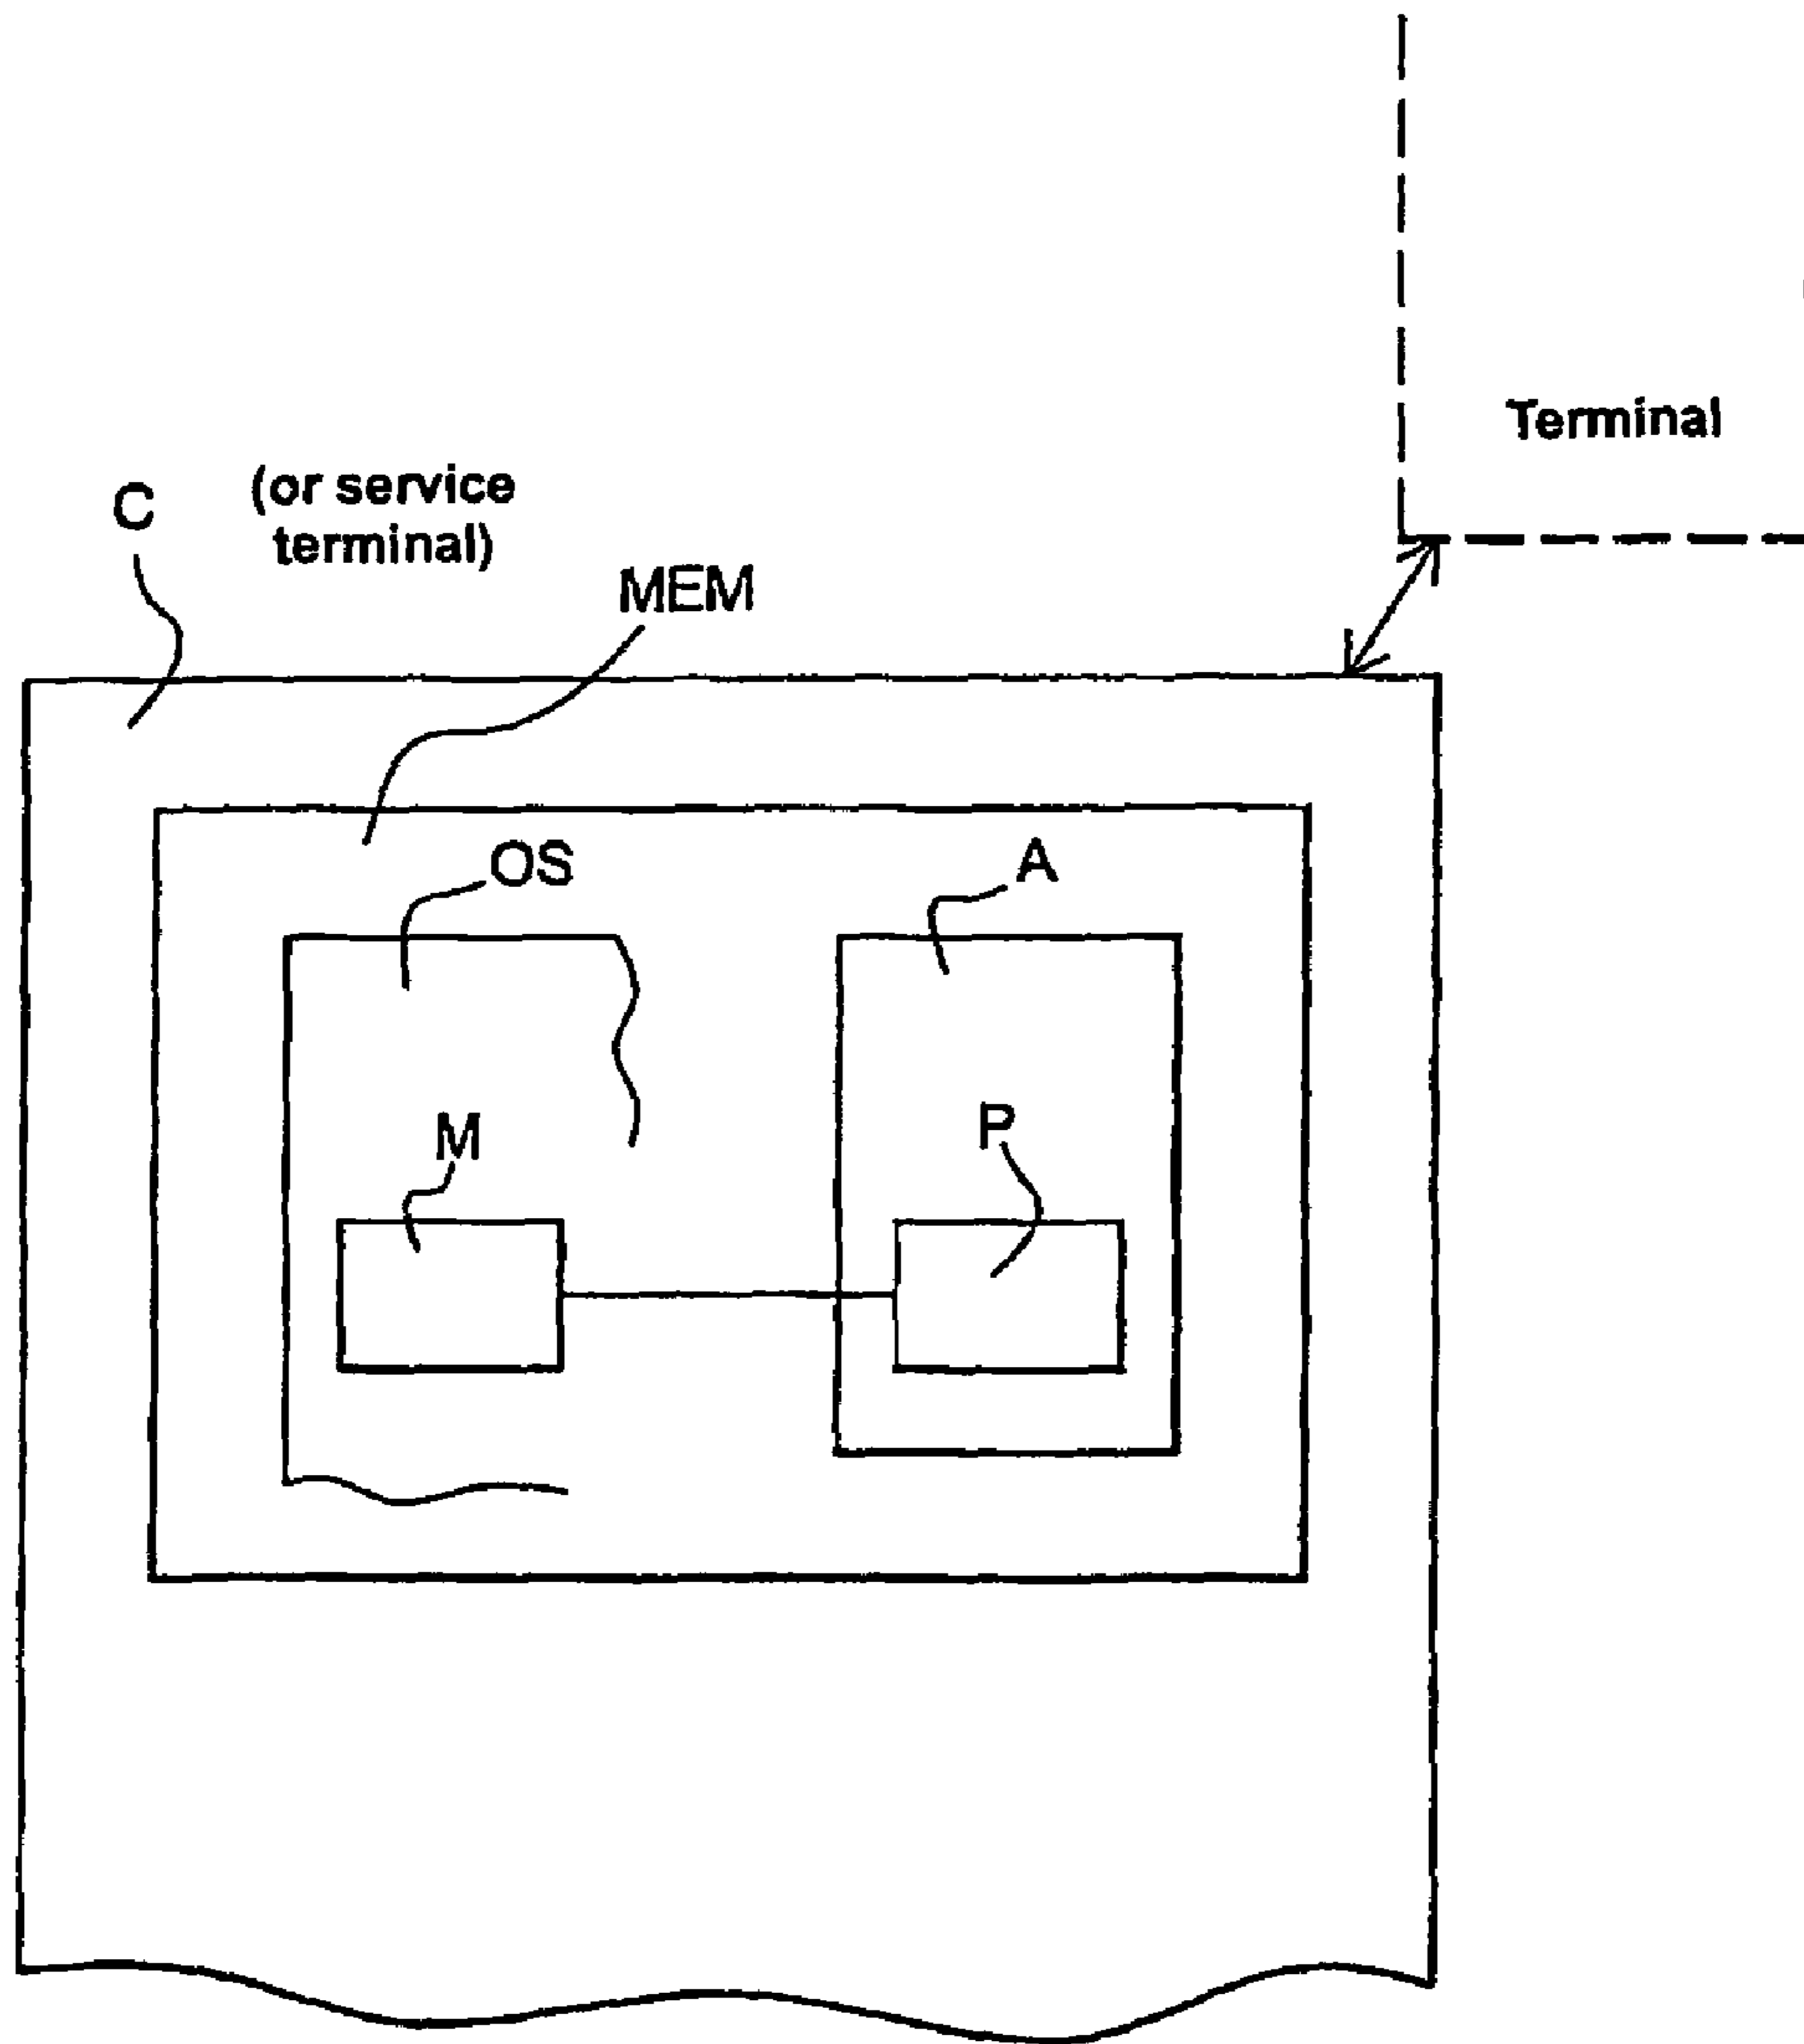 Terminal
C
(or service
terminal)
MEM
OS
A
M
P